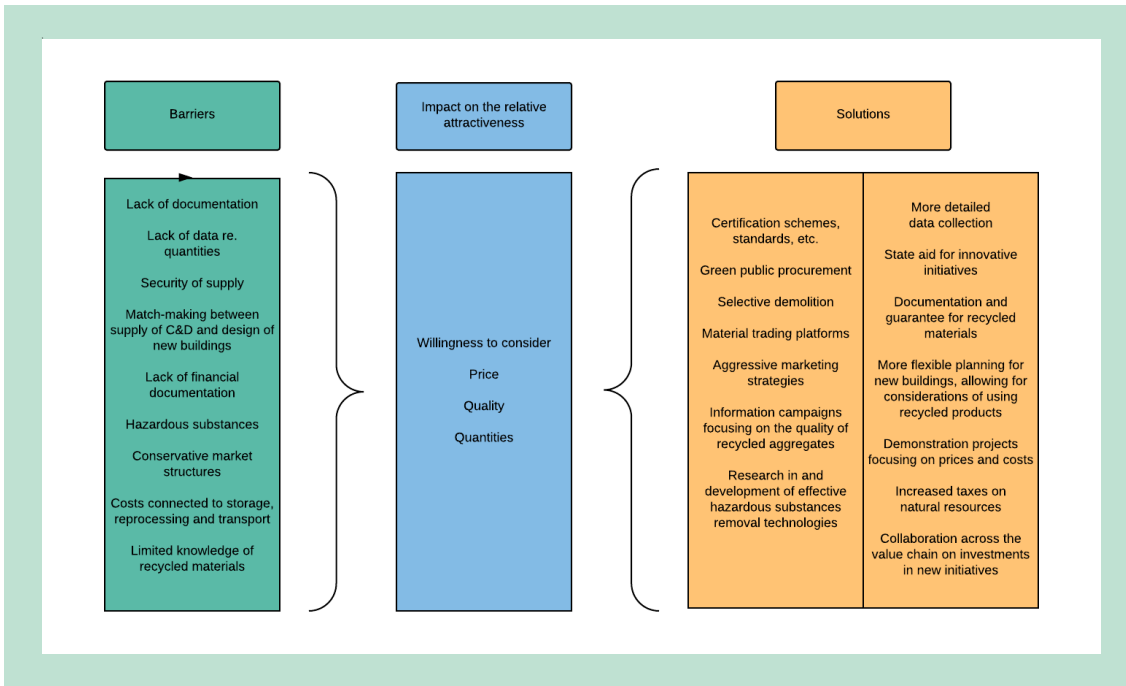 Barriers
Impact on the relative
attractiveness
Solutions
Lack of documentation
Lack of data re.
quantities
Security of supply
Match-making between
supply of C&D and design of
new buildings
Lack of financial
documentation
Hazardous substances
Conservative market
structures
Costs connected to storage,
reprocessing and transport
Limited knowledge of
recycled materials
Willingness to consider
Price
Quality
Quantities
Certification schemes,
standards, etc.
Green public procurement
Selective demolition
Material trading platforms
Aggressive marketing
strategies
Information campaigns
focusing on the quality of
recycled aggregates
Research in and
development of effective
hazardous substances
removal technologies
More detailed
data collection
State aid for innovative
initiatives
Documentation and
guarantee for recycled
materials
More flexible planning for
new buildings, allowing for
considerations of using
recycled products
Demonstration projects
focusing on prices and costs
Increased taxes on
natural resources
Collaboration across the
value chain on investments
in new initiatives